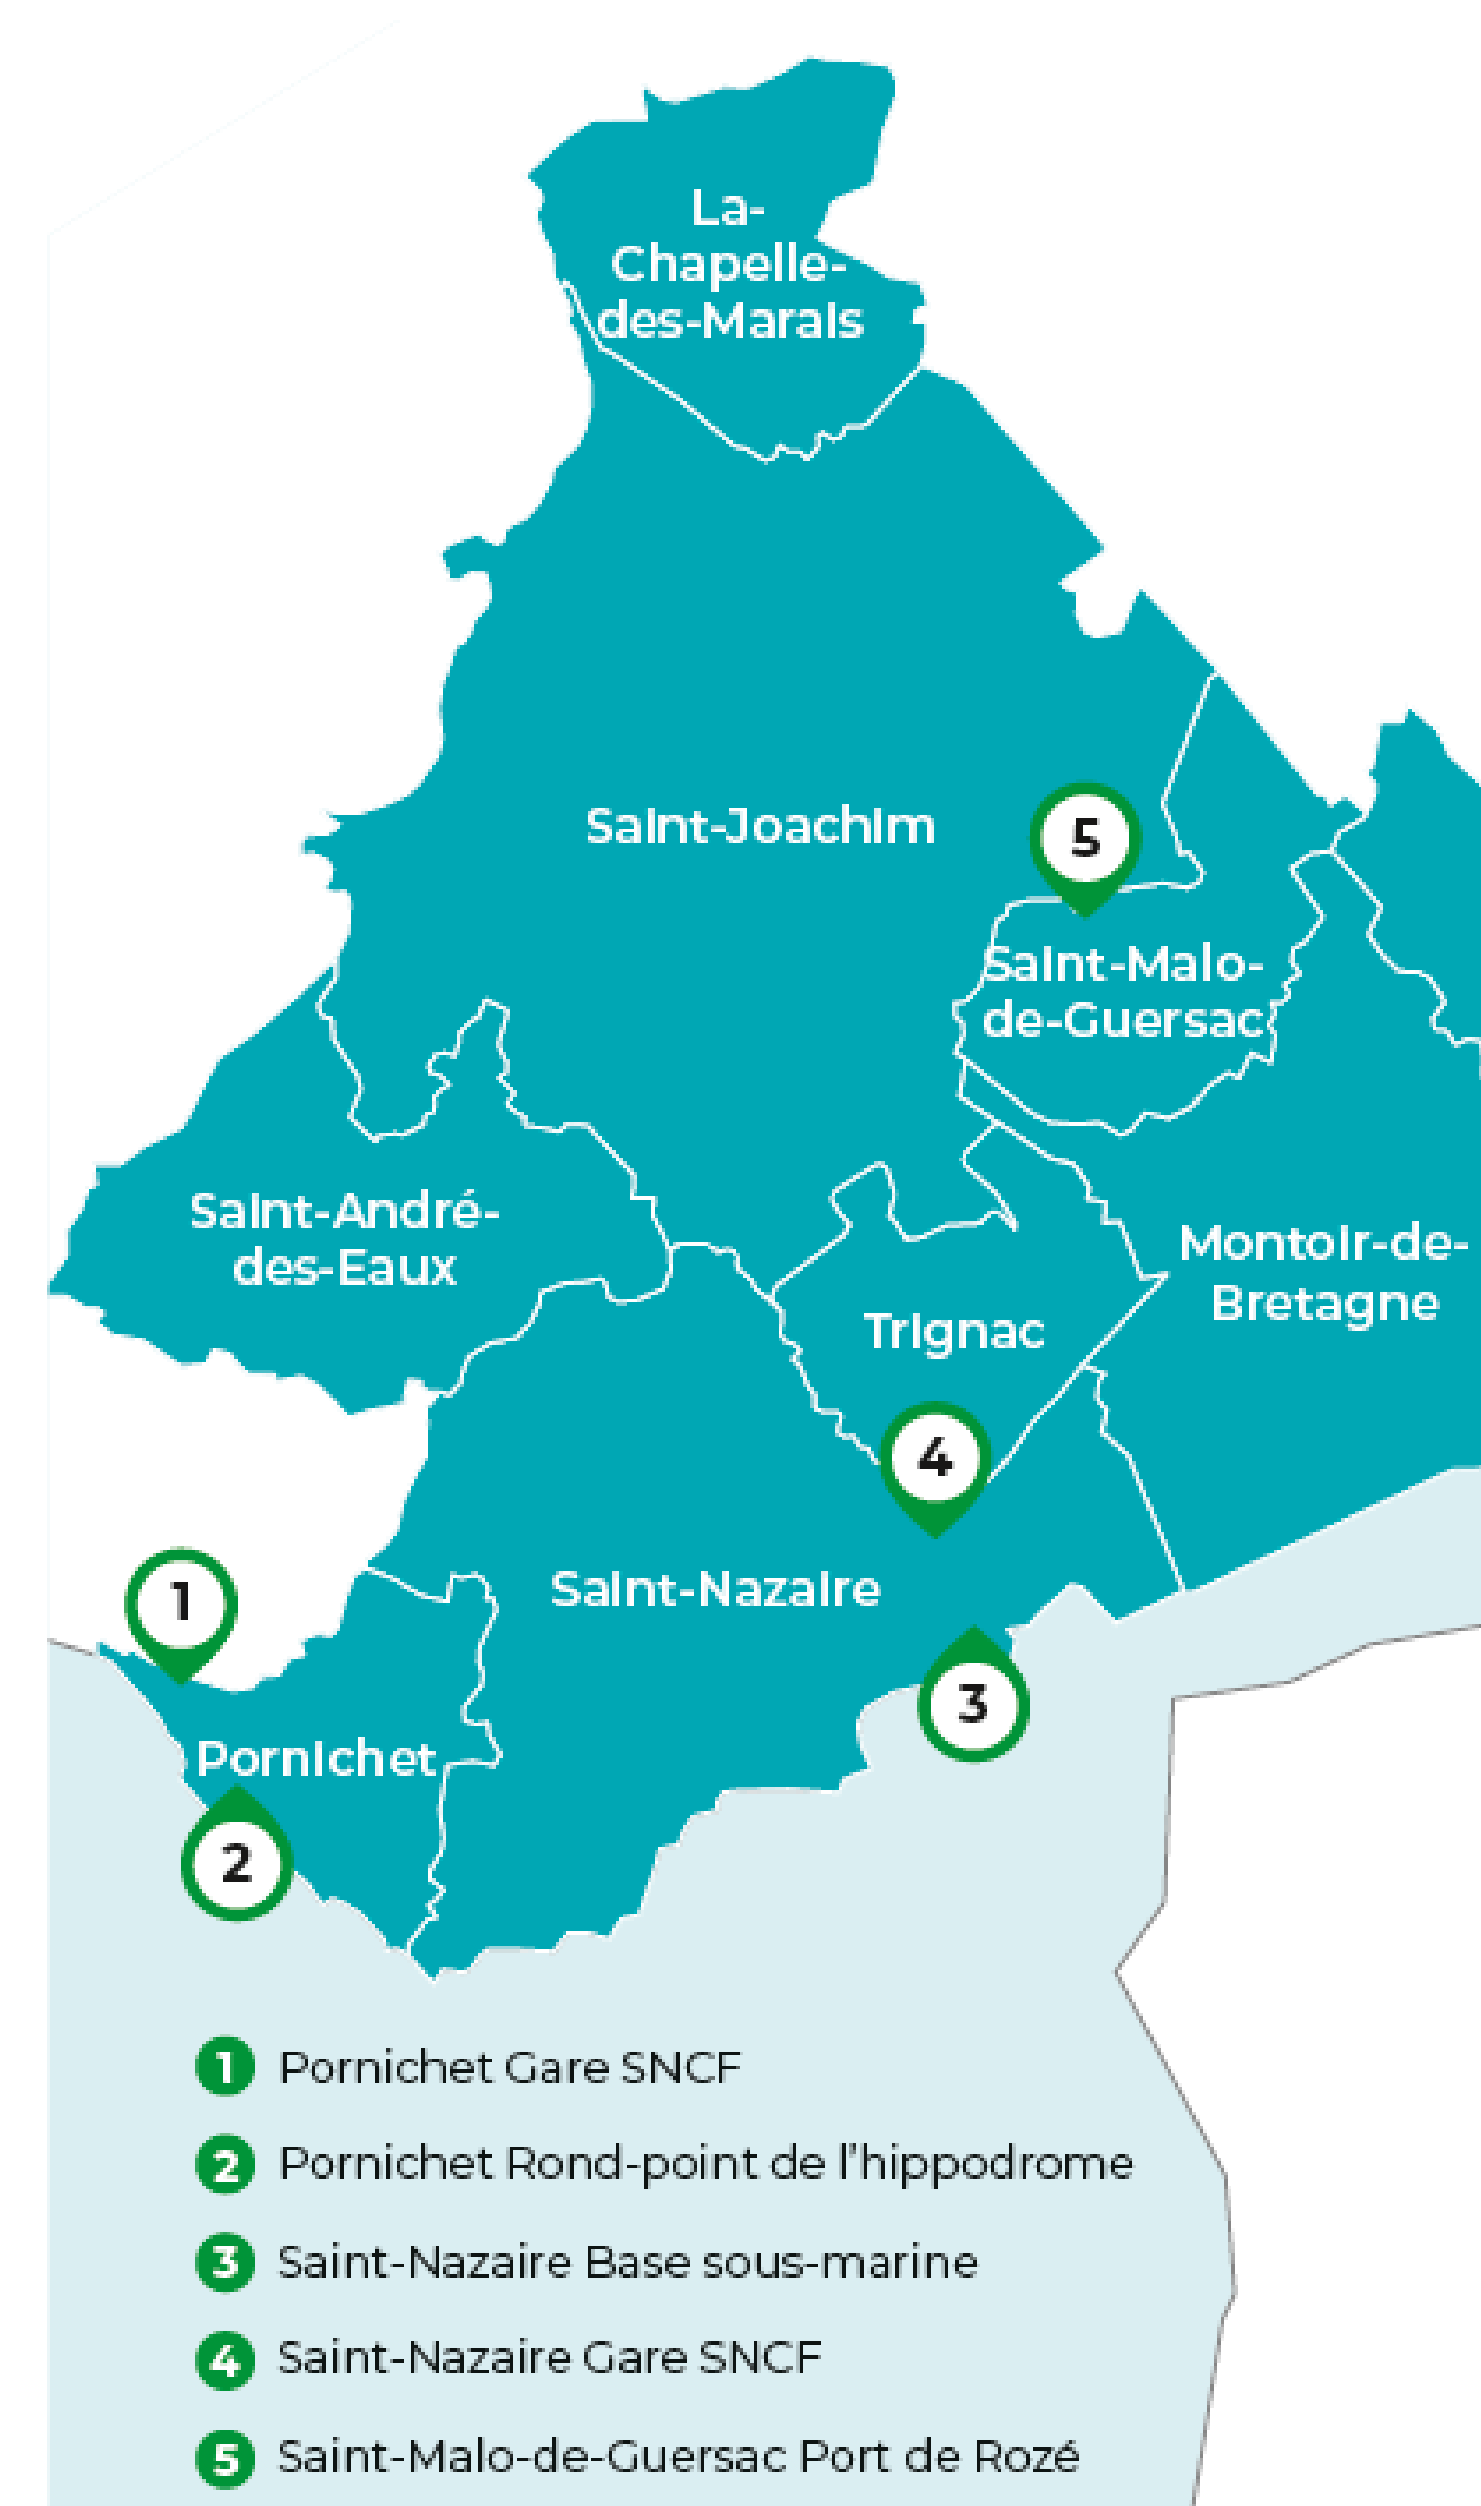 La-
Chapelle-
des-Marais
Saint-Joachim
5
Saint-Malo-
de-Guersac
Saint-André-
des-Eaux
Montoir-de-
Bretagne
Trignac
4
1
Saint-Nazaire
3
Pornichet
2
1 Pornichet Gare SNCF
2 Pornichet Rond-point de l'hippodrome
3 Saint-Nazaire Base sous-marine
4 Saint-Nazaire Gare SNCF
5 Saint-Malo-de-Guersac Port de Rozé